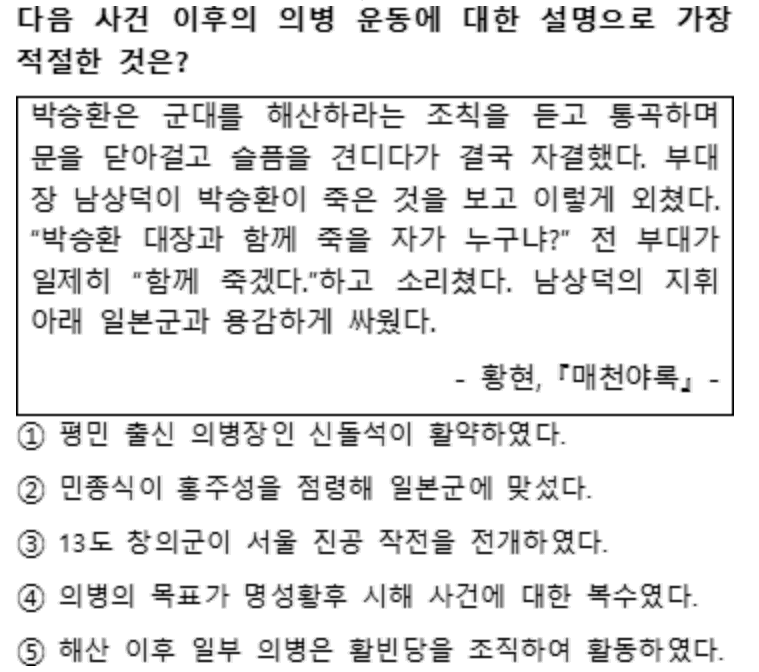 다음 사건 이후의 의병 운동에 대한 설명으로 가장
적절한 것은?
박승환은 군대를 해산하라는 조칙을 듣고 통곡하며
문을 닫아걸고 슬픔을 견디다가 결국 자결했다. 부대
장 남상덕이 박승환이 죽은 것을 보고 이렇게 외쳤다.
“박승환 대장과 함께 죽을 자가 누구냐?” 전 부대가
일제히 “함께 죽겠다.”하고 소리쳤다. 남상덕의 지휘
아래 일본군과 용감하게 싸웠다.
- 황현,『매천야록』-
① 평민 출신 의병장인 신돌석이 활약하였다.
② 민종식이 홍주성을 점령해 일본군에 맞섰다.
③ 13도 창의군이 서울 진공 작전을 전개하였다.
④ 의병의 목표가 명성황후 시해 사건에 대한 복수였다.
⑤ 해산 이후 일부 의병은 활빈당을 조직하여 활동하였다.